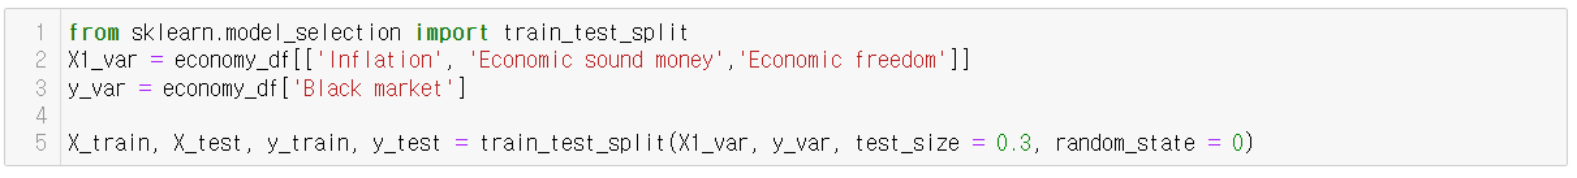 1 from sklearn.model_selection import train_test_split
2 X1_var = economy_df[['Inflation', 'Economic sound money','Economic freedom']]
3 y_var = economy_df['Black market']
4
5 X_train, X_test, y_train, y_test = train_test_split(X1_var, y_var, test_size = 0.3, random_state = 0)